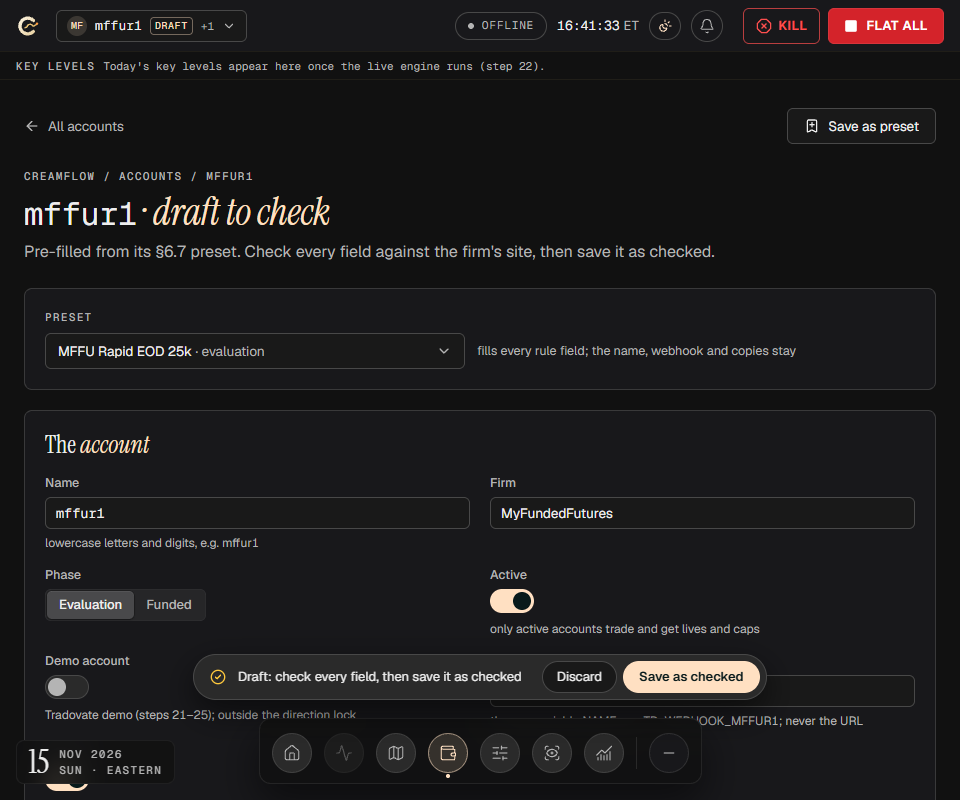 MF mffur1 DRAFT +1
OFFLINE
16:41:33 ET
KILL
FLAT ALL
KEY LEVELS Today's key levels appear here once the live engine runs (step 22).
All accounts
Save as preset
CREAMFLOW / ACCOUNTS / MFFUR1
mffur1 · draft to check
Pre-filled from its §6.7 preset. Check every field against the firm's site, then save it as checked.
PRESET
MFFU Rapid EOD 25k · evaluation
fills every rule field; the name, webhook and copies stay
The account
Name
Firm
mffur1
MyFundedFutures
lowercase letters and digits, e.g. mffur1
Phase
Active
Evaluation Funded
only active accounts trade and get lives and caps
Demo account
Draft: check every field, then save it as checked
Discard
Save as checked
Tradovate demo (steps 21–25); outside the direction lock
WEBHOOK_MFFUR1; never the URL
15 NOV 2026
SUN · EASTERN